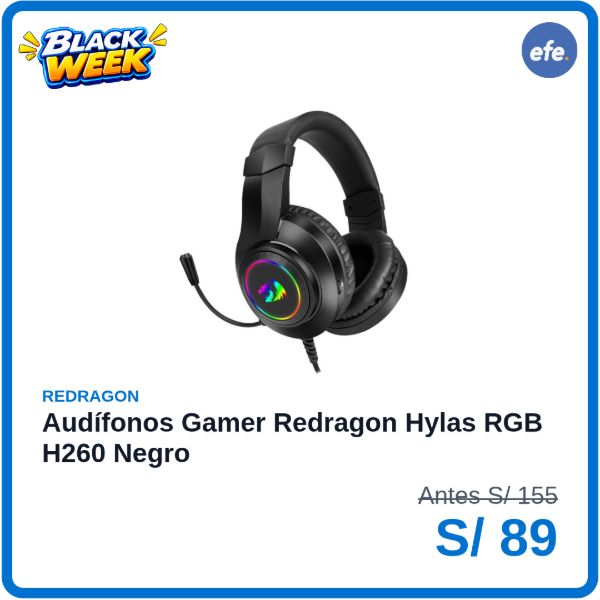 BLACK
WEEK
efe.
REDRAGON
Audífonos Gamer Redragon Hylas RGB
H260 Negro
Antes S/ 155
S/ 89